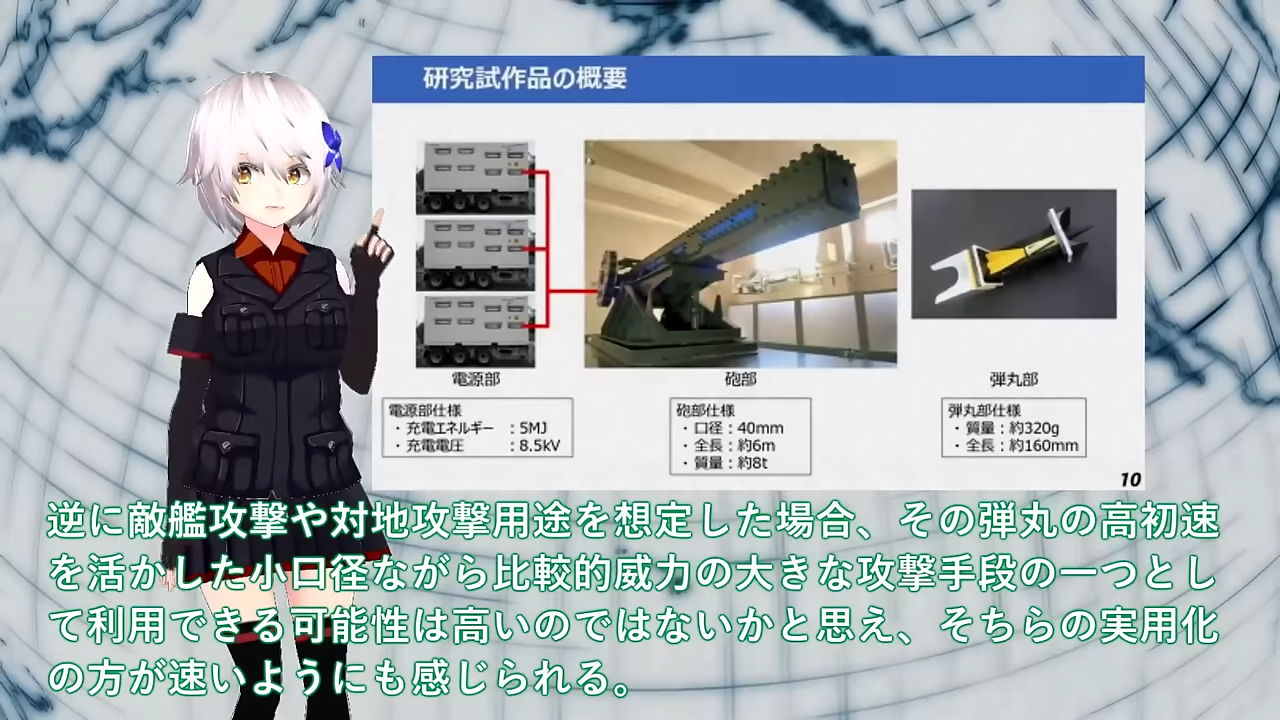 研究試作品の概要
電源部
砲部
弾丸部
電源部仕様
・充電エネルギー :5MJ
・充電電圧 :8.5kV
砲部仕様
・口径:40mm
・全長:約6m
・質量:約8t
弾丸部仕様
・質量:約320g
・全長:約160mm
10
逆に敵艦攻撃や対地攻撃用途を想定した場合、その弾丸の高初速
を活かした小口径ながら比較的威力の大きな攻撃手段の一つとし
て利用できる可能性は高いのではないかと思え、そちらの実用化
の方が速いようにも感じられる。